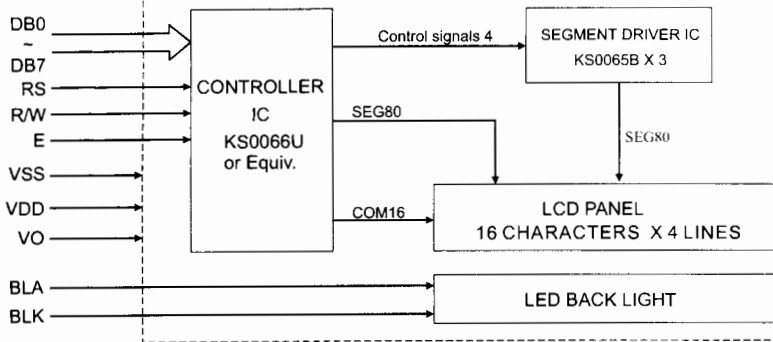 DB0
~
DB7
RS
R/W
E
VSS
VDD
VO
BLA
BLK
CONTROLLER
IC
KS0066U
or Equiv.
Control signals 4
SEG80
COM16
SEGMENT DRIVER IC
KS0065B X 3
SEG80
LCD PANEL
16 CHARACTERS X 4 LINES
LED BACK LIGHT